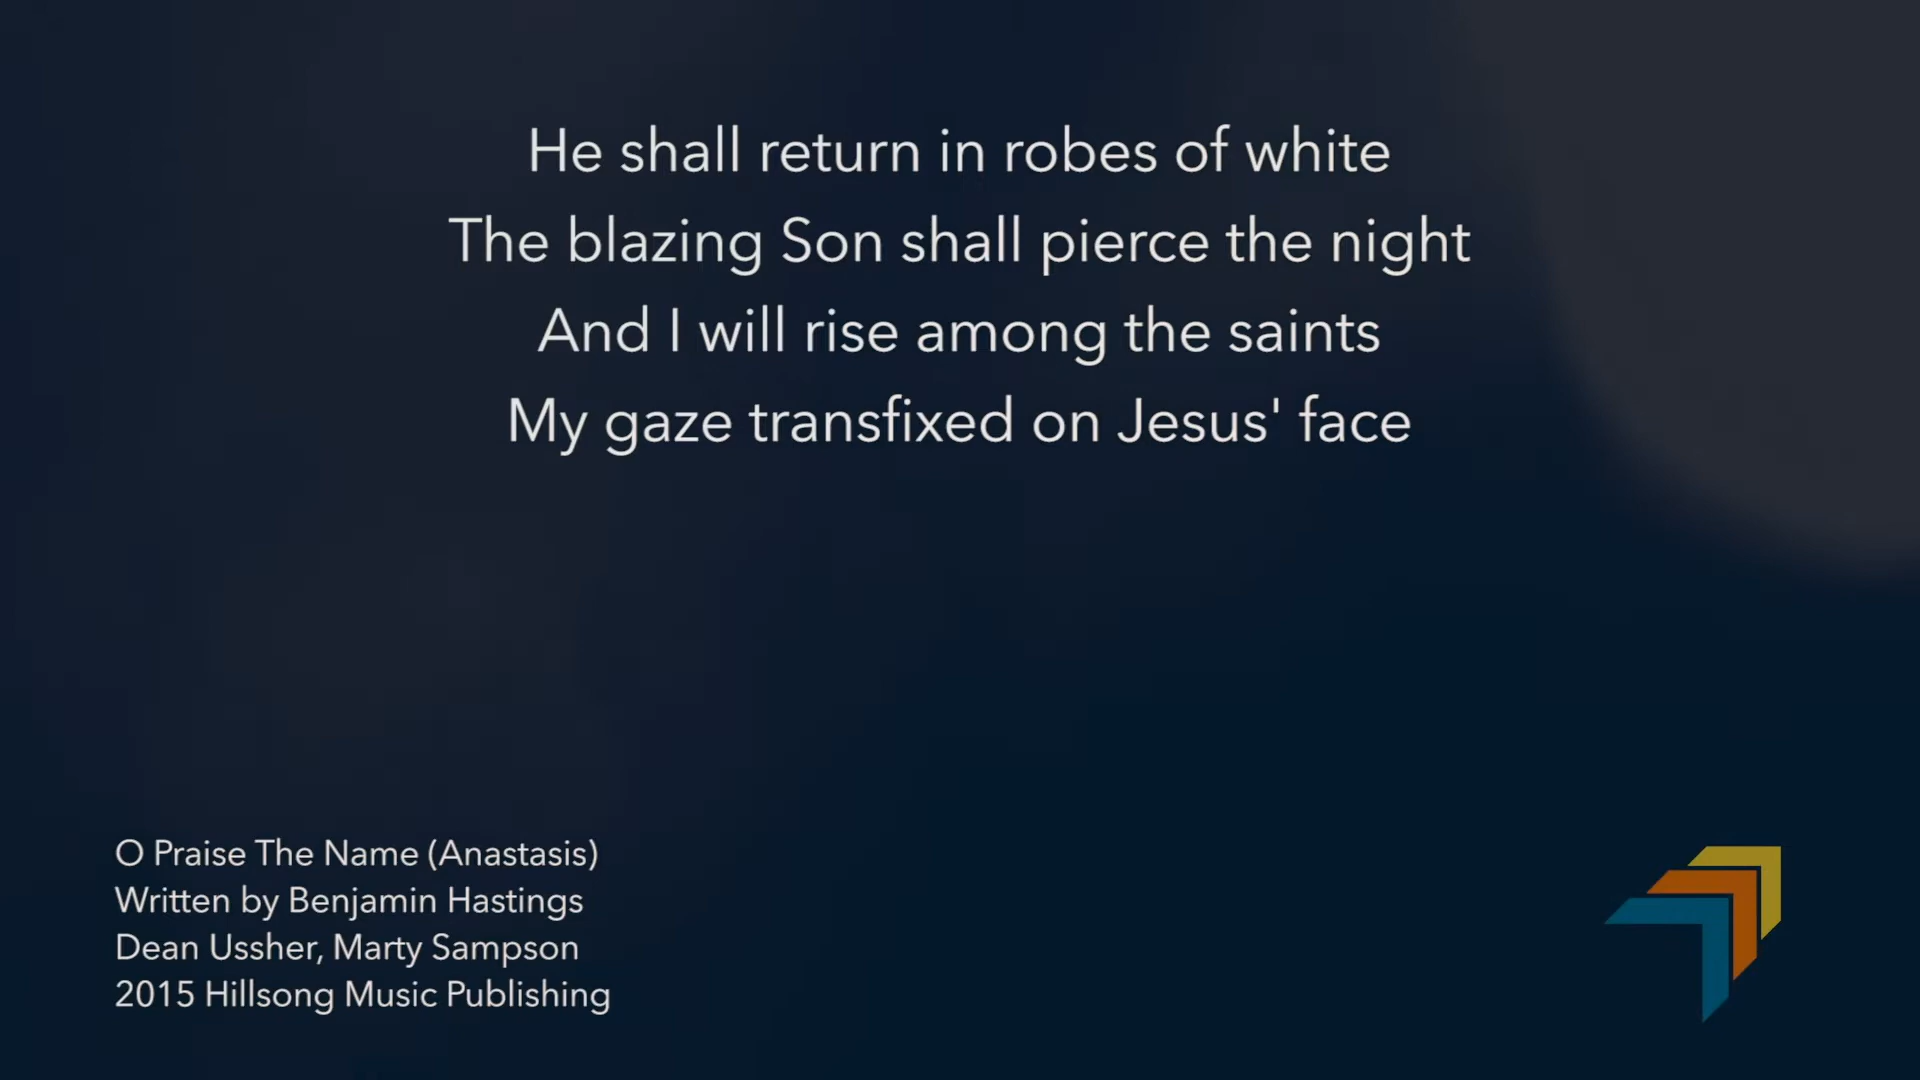 He shall return in robes of white
The blazing Son shall pierce the night
And I will rise among the saints
My gaze transfixed on Jesus' face
O Praise The Name (Anastasis)
Written by Benjamin Hastings
Dean Ussher, Marty Sampson
2015 Hillsong Music Publishing